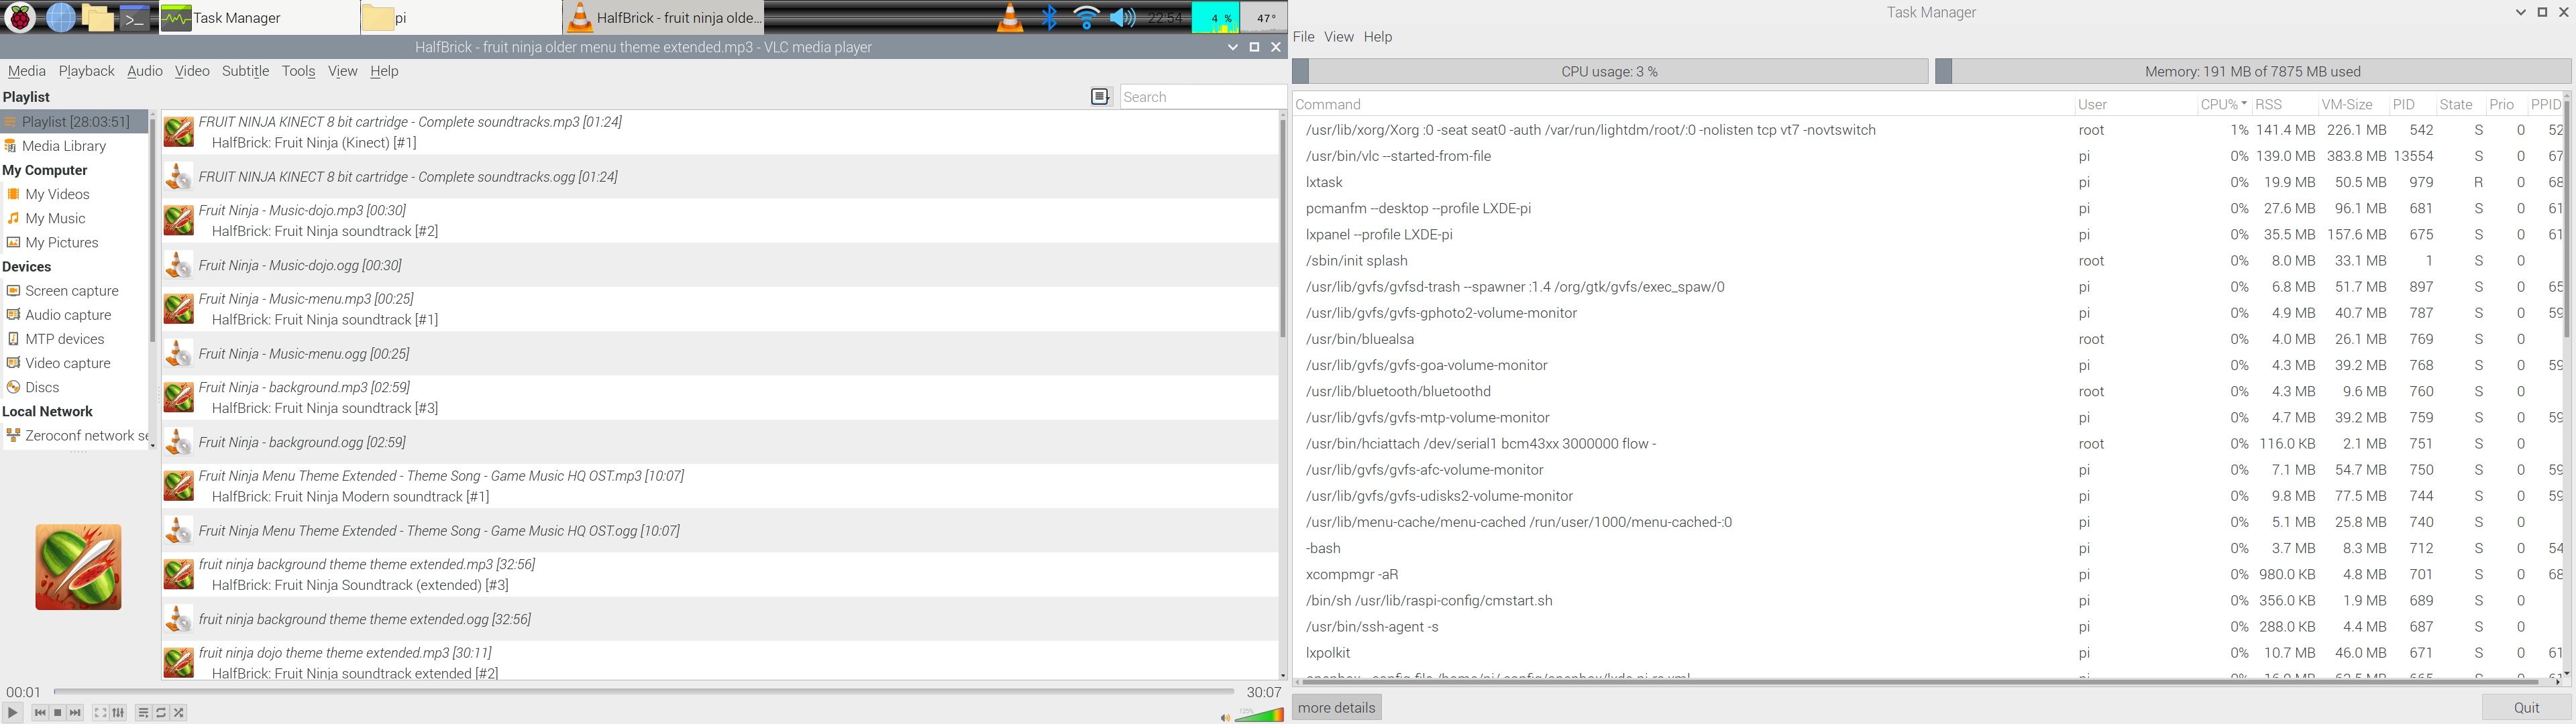 Task Manager
pi
HalfBrick - fruit ninja olde...
22:54
4 %
47°
HalfBrick - fruit ninja older menu theme extended.mp3 - VLC media player
Media Playback Audio Video Subtitle Tools View Help
Playlist
Search
Playlist [28:03:51]
Media Library
My Computer
My Videos
My Music
My Pictures
Devices
Screen capture
Audio capture
MTP devices
Video capture
Discs
Local Network
Zeroconf network se
FRUIT NINJA KINECT 8 bit cartridge - Complete soundtracks.mp3 [01:24]
HalfBrick: Fruit Ninja (Kinect) [#1]
FRUIT NINJA KINECT 8 bit cartridge - Complete soundtracks.ogg [01:24]
Fruit Ninja - Music-dojo.mp3 [00:30]
HalfBrick: Fruit Ninja soundtrack [#2]
Fruit Ninja - Music-dojo.ogg [00:30]
Fruit Ninja - Music-menu.mp3 [00:25]
HalfBrick: Fruit Ninja soundtrack [#1]
Fruit Ninja - Music-menu.ogg [00:25]
Fruit Ninja - background.mp3 [02:59]
HalfBrick: Fruit Ninja soundtrack [#3]
Fruit Ninja - background.ogg [02:59]
Fruit Ninja Menu Theme Extended - Theme Song - Game Music HQ OST.mp3 [10:07]
HalfBrick: Fruit Ninja Modern soundtrack [#1]
Fruit Ninja Menu Theme Extended - Theme Song - Game Music HQ OST.ogg [10:07]
fruit ninja background theme theme extended.mp3 [32:56]
HalfBrick: Fruit Ninja Soundtrack (extended) [#3]
fruit ninja background theme theme extended.ogg [32:56]
fruit ninja dojo theme theme extended.mp3 [30:11]
HalfBrick: Fruit Ninja soundtrack extended [#2]
00:01
30:07
125%
Task Manager
File View Help
CPU usage: 3 %
Memory: 191 MB of 7875 MB used
Command User CPU% RSS VM-Size PID State Prio PPID
/usr/lib/xorg/Xorg :0 -seat seat0 -auth /var/run/lightdm/root/:0 -nolisten tcp vt7 -novtswitch root 1% 141.4 MB 226.1 MB 542 S 0 52
/usr/bin/vlc --started-from-file pi 0% 139.0 MB 383.8 MB 13554 S 0 67
lxtask pi 0% 19.9 MB 50.5 MB 979 R 0 68
pcmanfm --desktop --profile LXDE-pi pi 0% 27.6 MB 96.1 MB 681 S 0 61
lxpanel --profile LXDE-pi pi 0% 35.5 MB 157.6 MB 675 S 0 61
/sbin/init splash root 0% 8.0 MB 33.1 MB 1 S 0
/usr/lib/gvfs/gvfsd-trash --spawner :1.4 /org/gtk/gvfs/exec_spaw/0 pi 0% 6.8 MB 51.7 MB 897 S 0 65
/usr/lib/gvfs/gvfs-gphoto2-volume-monitor pi 0% 4.9 MB 40.7 MB 787 S 0 59
/usr/bin/bluealsa root 0% 4.0 MB 26.1 MB 769 S 0
/usr/lib/gvfs/gvfs-goa-volume-monitor pi 0% 4.3 MB 39.2 MB 768 S 0 59
/usr/lib/bluetooth/bluetoothd root 0% 4.3 MB 9.6 MB 760 S 0
/usr/lib/gvfs/gvfs-mtp-volume-monitor pi 0% 4.7 MB 39.2 MB 759 S 0 59
/usr/bin/hciattach /dev/serial1 bcm43xx 3000000 flow - root 0% 116.0 KB 2.1 MB 751 S 0
/usr/lib/gvfs/gvfs-afc-volume-monitor pi 0% 7.1 MB 54.7 MB 750 S 0 59
/usr/lib/gvfs/gvfs-udisks2-volume-monitor pi 0% 9.8 MB 77.5 MB 744 S 0 59
/usr/lib/menu-cache/menu-cached /run/user/1000/menu-cached-:0 pi 0% 5.1 MB 25.8 MB 740 S 0
-bash pi 0% 3.7 MB 8.3 MB 712 S 0 54
xcompmgr -aR pi 0% 980.0 KB 4.8 MB 701 S 0 68
/bin/sh /usr/lib/raspi-config/cmstart.sh pi 0% 356.0 KB 1.9 MB 689 S 0
/usr/bin/ssh-agent -s pi 0% 288.0 KB 4.4 MB 687 S 0
lxpolkit pi 0% 10.7 MB 46.0 MB 671 S 0 61
more details
Quit